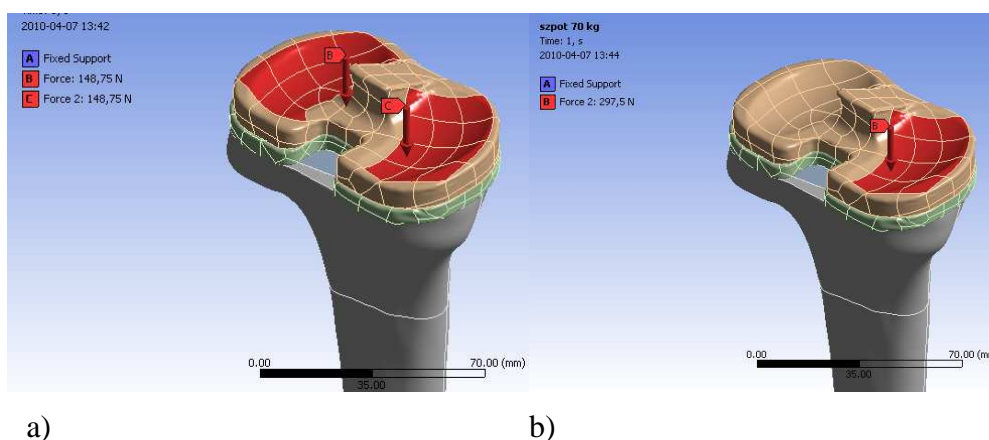 2010-04-07 13:42
A Fixed Support
B Force: 148,75 N
C Force 2: 148,75 N
B
C
0.00 70.00 (mm)
35.00
szpot 70 kg
Time: 1, s
2010-04-07 13:44
A Fixed Support
B Force 2: 297,5 N
B
0.00 70.00 (mm)
35.00
a) b)